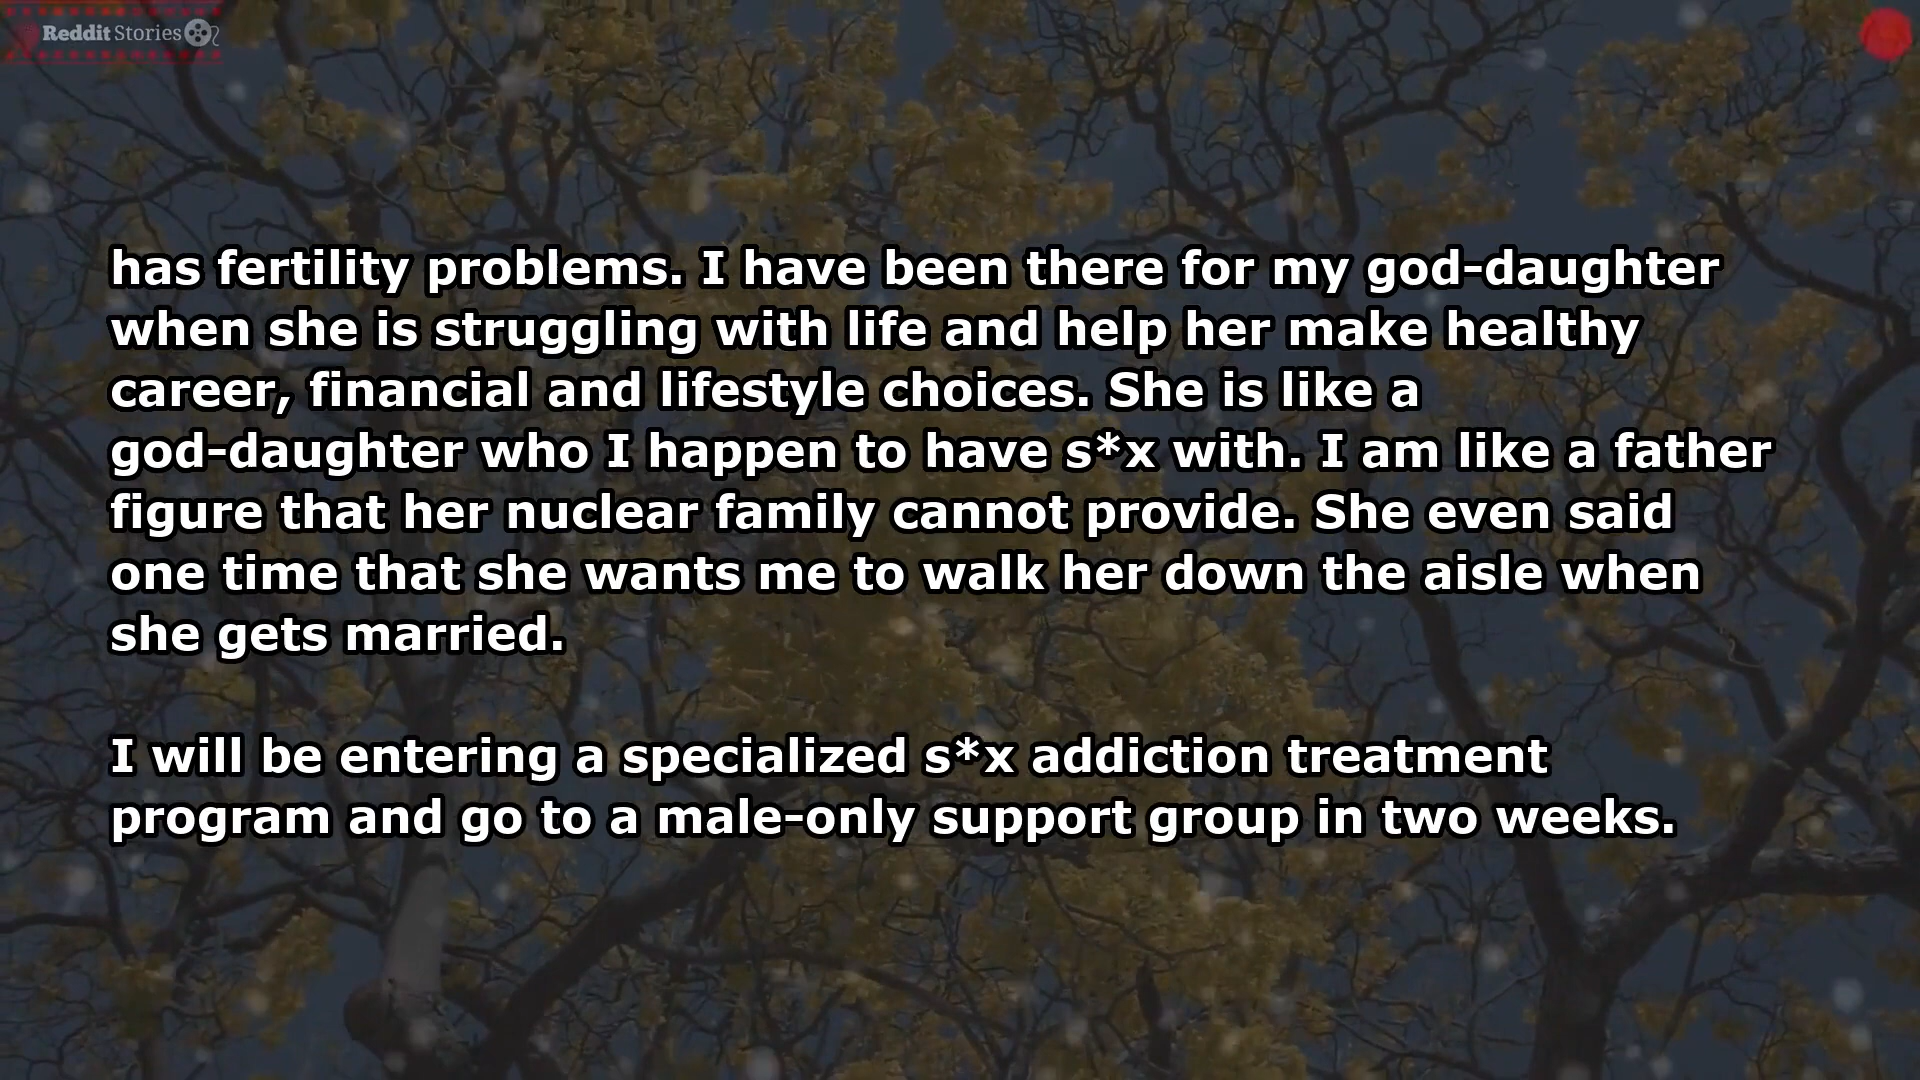 Reddit Stories
has fertility problems. I have been there for my god-daughter
when she is struggling with life and help her make healthy
career, financial and lifestyle choices. She is like a
god-daughter who I happen to have s*x with. I am like a father
figure that her nuclear family cannot provide. She even said
one time that she wants me to walk her down the aisle when
she gets married.
I will be entering a specialized s*x addiction treatment
program and go to a male-only support group in two weeks.